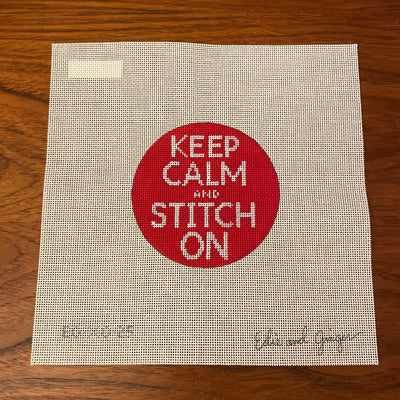 KEEP
CALM
AND
STITCH
ON
Edie and Ginger